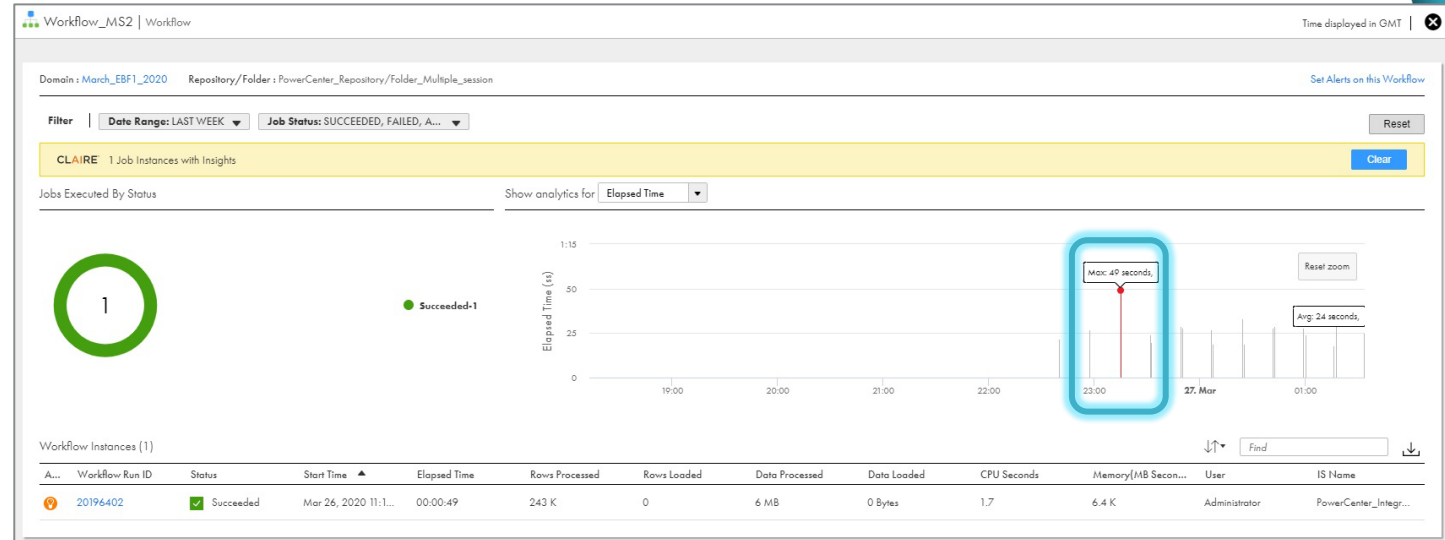 Workflow_MS2 | Workflow
Time displayed in GMT
Domain : March_EBF1_2020 Repository/Folder : PowerCenter_Repository/Folder_Multiple_session
Set Alerts on this Workflow
Filter | Date Range: LAST WEEK Job Status: SUCCEEDED, FAILED, A...
Reset
CLAIRE 1 Job Instances with Insights
Clear
Jobs Executed By Status
Show analytics for Elapsed Time
1
Succeeded-1
Elapsed Time (ss)
1:15
50
25
0
Max: 49 seconds,
Reset zoom
Avg: 24 seconds,
19:00 20:00 21:00 22:00 23:00 27. Mar 01:00
Workflow Instances (1)
Find
A... Workflow Run ID Status Start Time Elapsed Time Rows Processed Rows Loaded Data Processed Data Loaded CPU Seconds Memory(MB Secon... User IS Name
20196402 Succeeded Mar 26, 2020 11:1... 00:00:49 243 K 0 6 MB 0 Bytes 1.7 6.4 K Administrator PowerCenter_Integr...